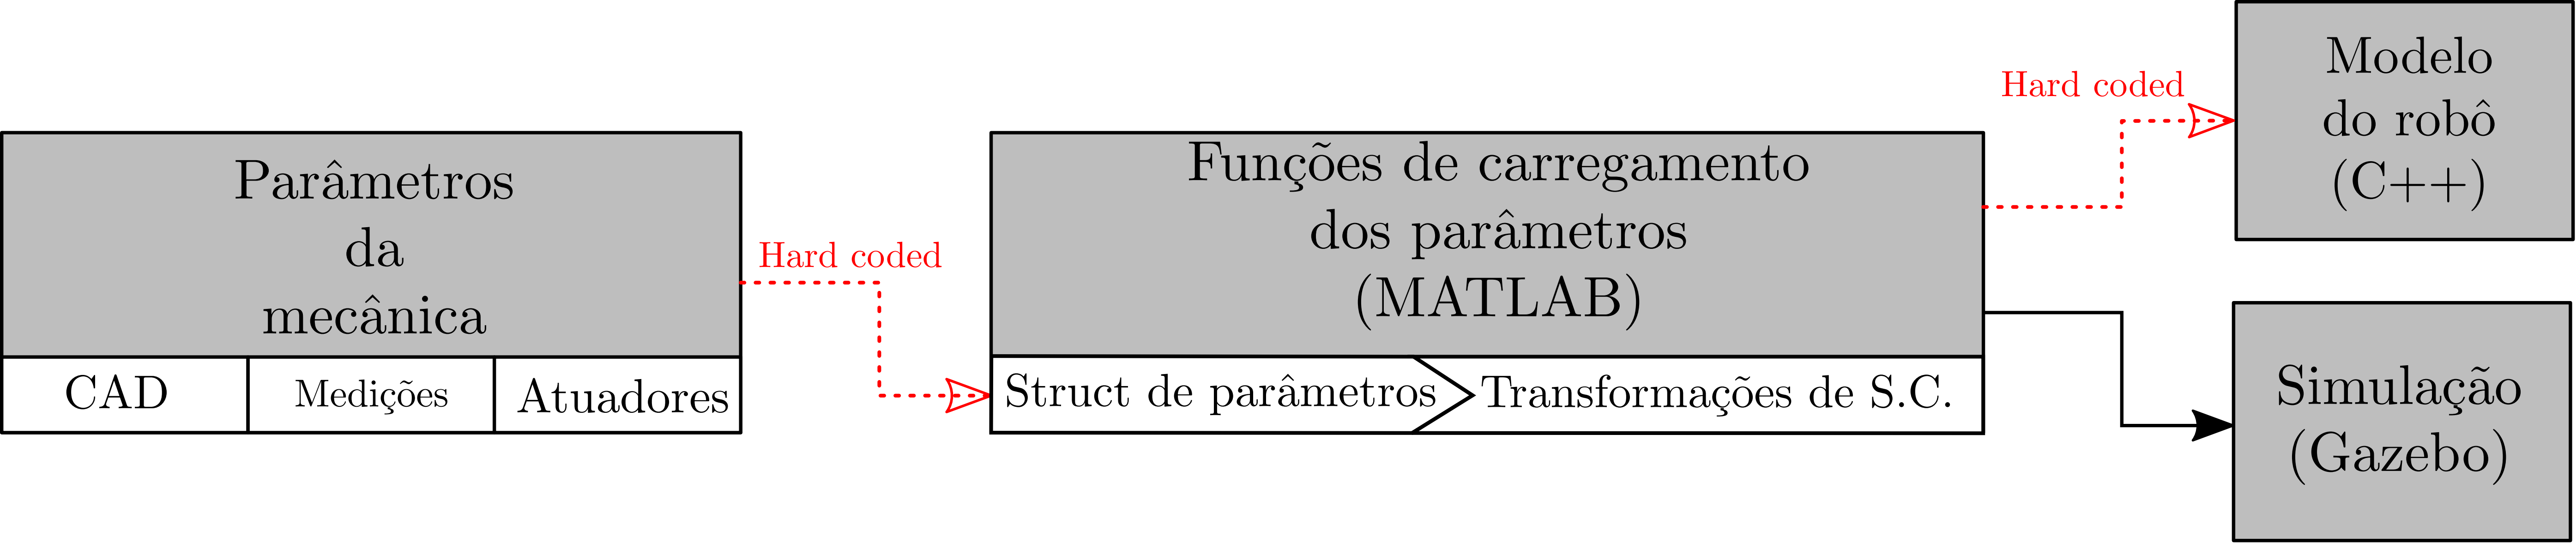 Parâmetros
da
mecânica
CAD
Medições
Atuadores
Hard coded
Funções de carregamento
dos parâmetros
(MATLAB)
Struct de parâmetros
Transformações de S.C.
Hard coded
Modelo
do robô
(C++)
Simulação
(Gazebo)